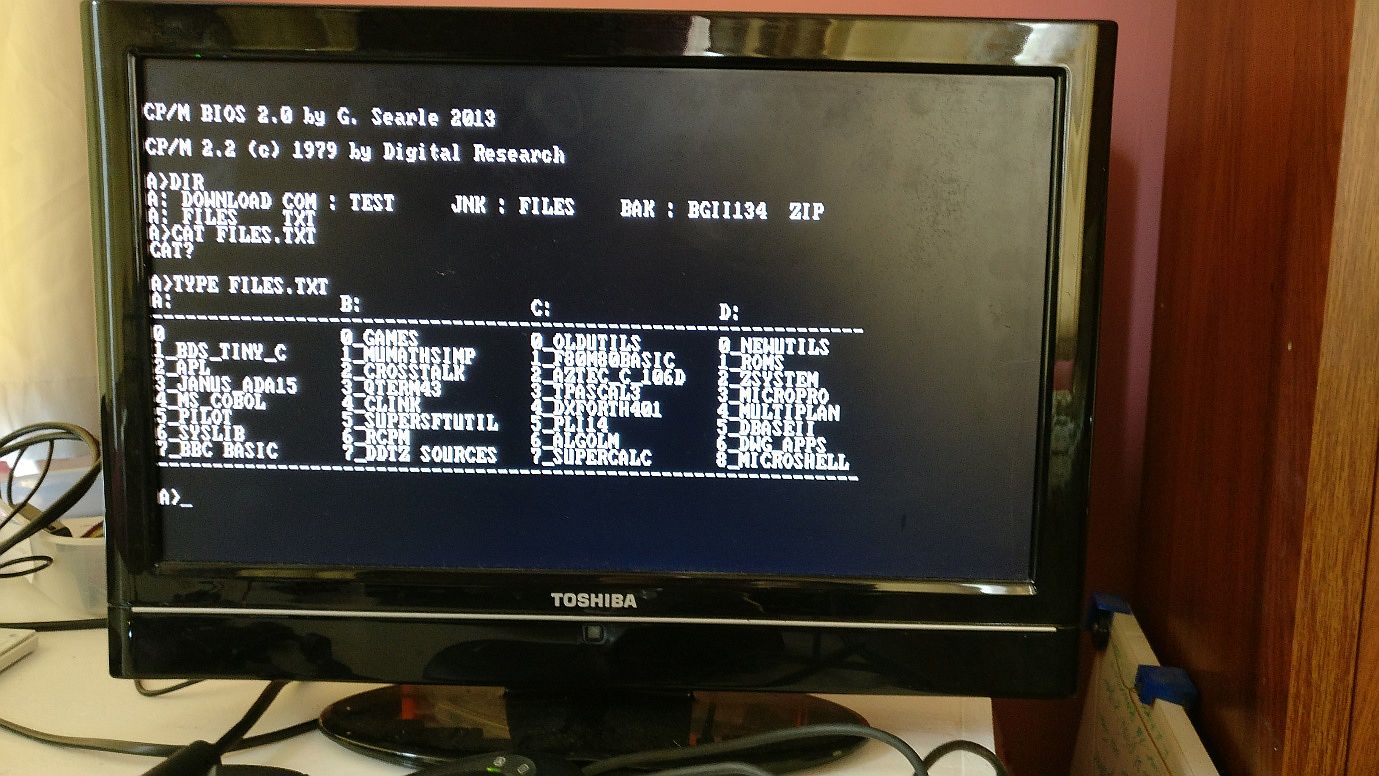 CP/M BIOS 2.0 by G. Searle 2013
CP/M 2.2 (c) 1979 by Digital Research
A>DIR
A: DOWNLOAD COM : TEST     JNK : FILES    BAK : BGII134  ZIP
A: FILES    TXT
A>CAT FILES.TXT
CAT?
A>TYPE FILES.TXT
A: B: C: D:
0 0_GAMES 0_OLDUTILS 0_NEWUTILS
1_BDS_TINY_C 1_MUMATHSIMP 1_F80M80BASIC 1_ROMS
2_APL 2_CROSSTALK 2_AZTEC_C_106D 2_ZSYSTEM
3_JANUS_ADA15 3_QTERM43 3_TPASCAL3 3_MICROPRO
4_MS_COBOL 4_CLINK 4_DXFORTH401 4_MULTIPLAN
5_PILOT 5_SUPERSFTUTIL 5_PLI14 5_DBASEII
6_SYSLIB 6_RCPM 6_ALGOLM 6_DWG_APPS
7_BBC BASIC 7_DDTZ SOURCES 7_SUPERCALC 8_MICROSHELL
A>_
TOSHIBA